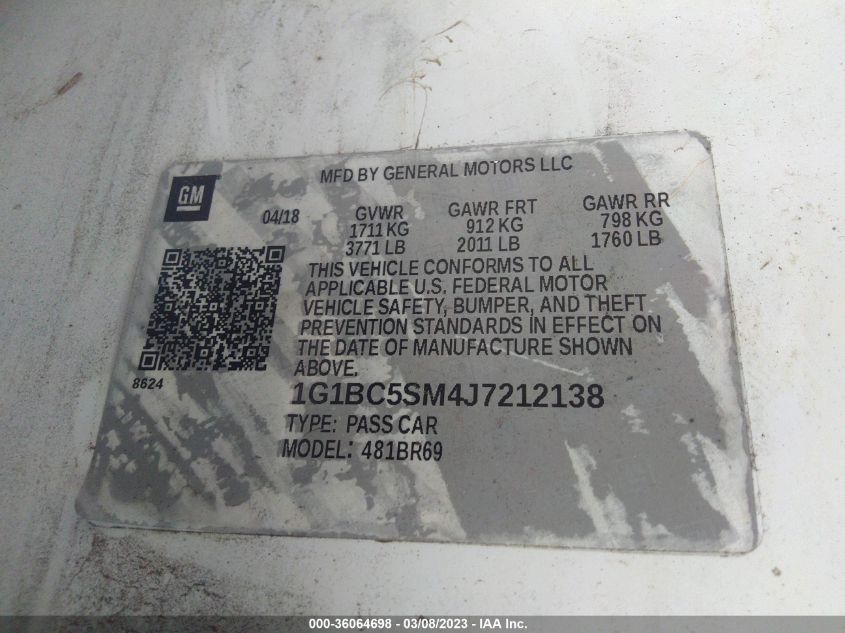 MFD BY GENERAL MOTORS LLC
GM
04/18 GVWR GAWR FRT GAWR RR
1711 KG 912 KG 798 KG
3771 LB 2011 LB 1760 LB
THIS VEHICLE CONFORMS TO ALL
APPLICABLE U.S. FEDERAL MOTOR
VEHICLE SAFETY, BUMPER, AND THEFT
PREVENTION STANDARDS IN EFFECT ON
THE DATE OF MANUFACTURE SHOWN
ABOVE.
8624
1G1BC5SM4J7212138
TYPE: PASS CAR
MODEL: 481BR69
000-36064698 - 03/08/2023 - IAA Inc.